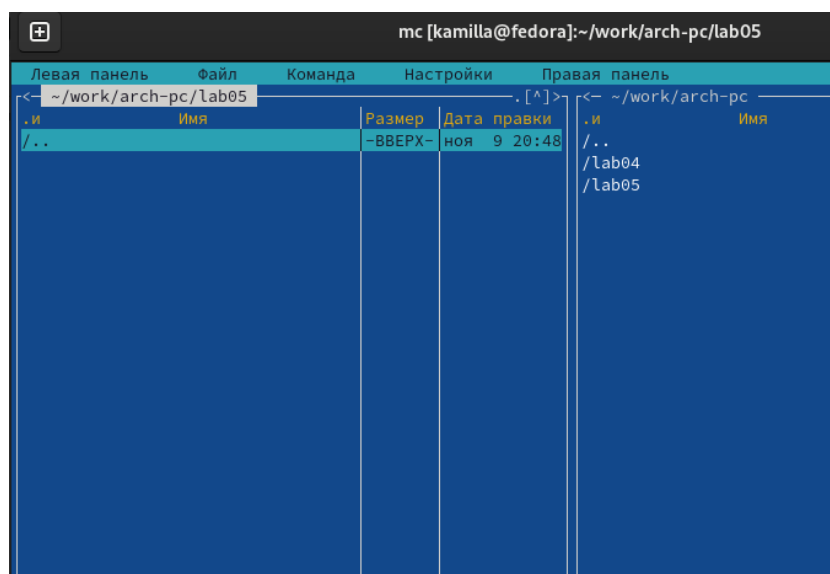 mc [kamilla@fedora]:~/work/arch-pc/lab05
Левая панель Файл Команда Настройки Правая панель
<— ~/work/arch-pc/lab05 —.[^]> <— ~/work/arch-pc —
.и Имя Размер Дата правки .и Имя
/.. -ВВЕРХ- ноя 9 20:48 /..
/lab04
/lab05